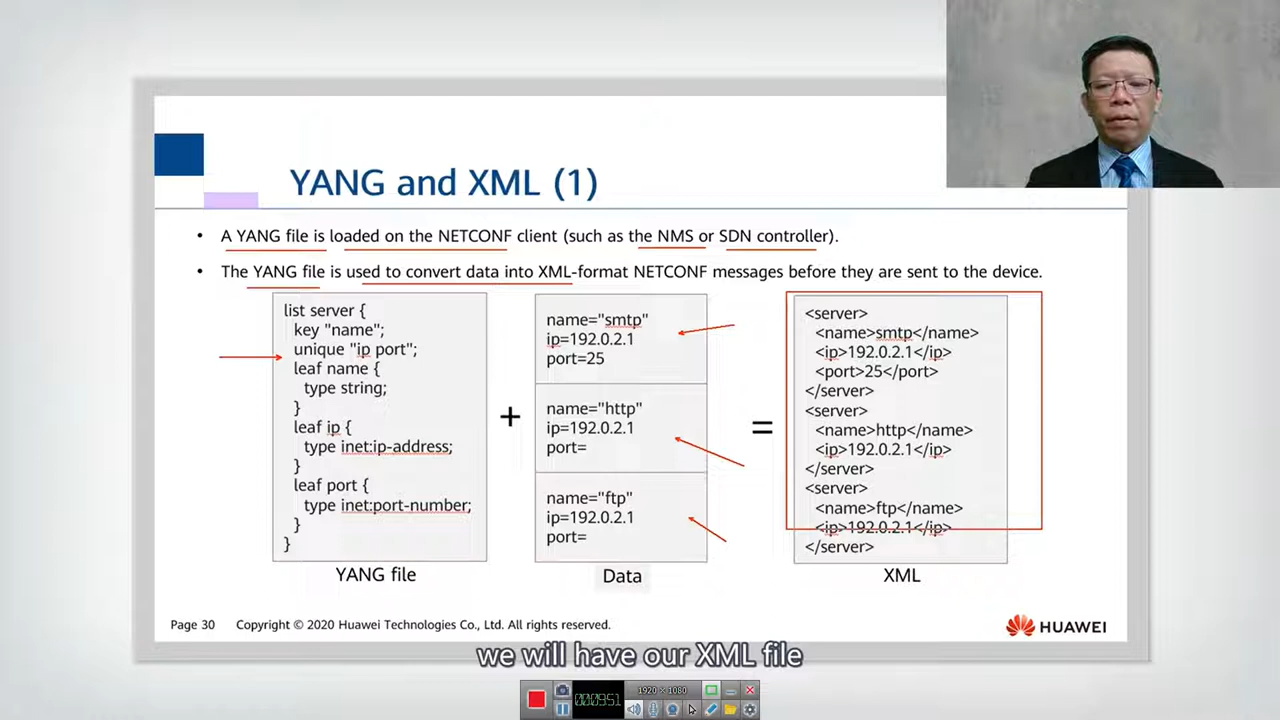 YANG and XML (1)
• A YANG file is loaded on the NETCONF client (such as the NMS or SDN controller).
• The YANG file is used to convert data into XML-format NETCONF messages before they are sent to the device.
list server {
key "name";
unique "ip port";
leaf name {
type string;
}
leaf ip {
type inet:ip-address;
}
leaf port {
type inet:port-number;
}
}
YANG file
+
name="smtp"
ip=192.0.2.1
port=25
name="http"
ip=192.0.2.1
port=
name="ftp"
ip=192.0.2.1
port=
Data
=
<server>
<name>smtp</name>
<ip>192.0.2.1</ip>
<port>25</port>
</server>
<server>
<name>http</name>
<ip>192.0.2.1</ip>
</server>
<server>
<name>ftp</name>
<ip>192.0.2.1</ip>
</server>
XML
Page 30 Copyright © 2020 Huawei Technologies Co., Ltd. All rights reserved.
HUAWEI
we will have our XML file
1920 × 1080
000951